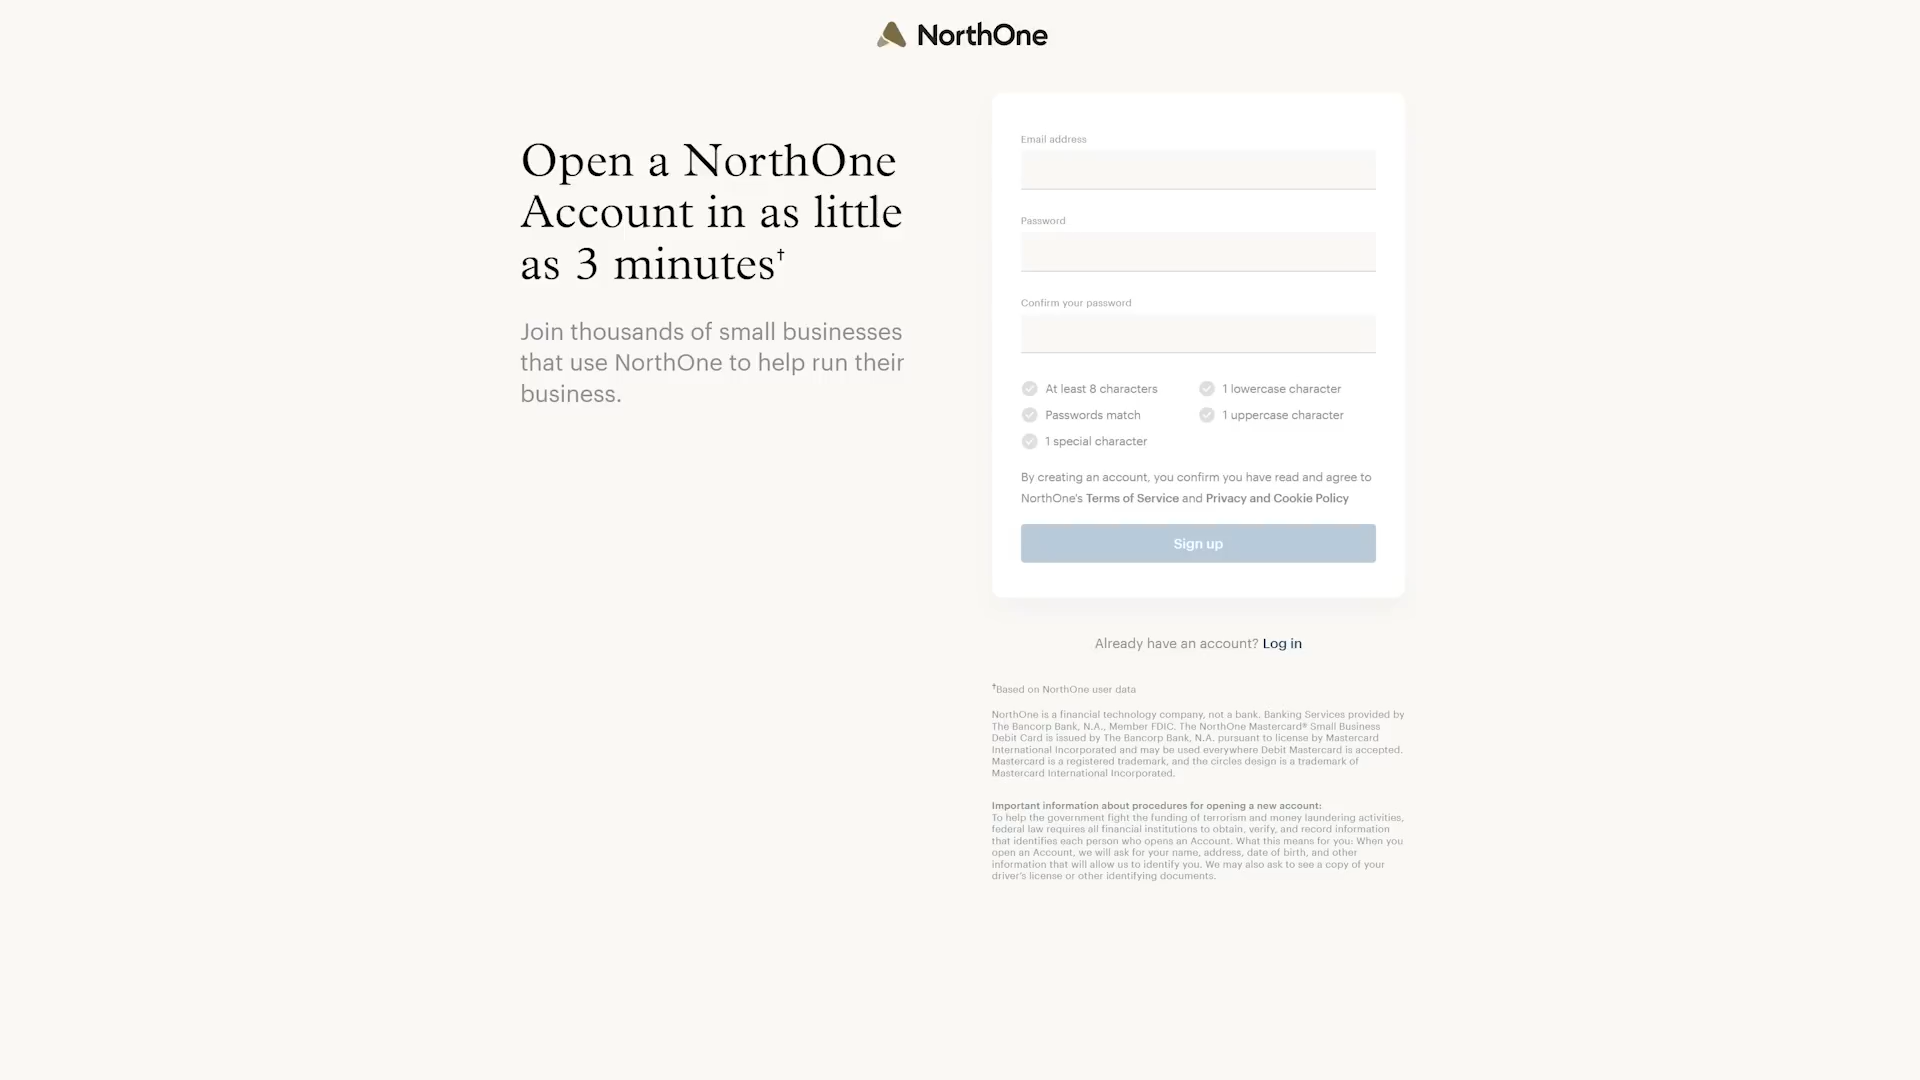 NorthOne
Open a NorthOne
Account in as little
as 3 minutes†
Join thousands of small businesses
that use NorthOne to help run their
business.
Email address
Password
Confirm your password
At least 8 characters
1 lowercase character
Passwords match
1 uppercase character
1 special character
By creating an account, you confirm you have read and agree to
NorthOne's Terms of Service and Privacy and Cookie Policy
Sign up
Already have an account? Log in
†Based on NorthOne user data
NorthOne is a financial technology company, not a bank. Banking Services provided by
The Bancorp Bank, N.A., Member FDIC. The NorthOne Mastercard® Small Business
Debit Card is issued by The Bancorp Bank, N.A. pursuant to license by Mastercard
International Incorporated and may be used everywhere Debit Mastercard is accepted.
Mastercard is a registered trademark, and the circles design is a trademark of
Mastercard International Incorporated.
Important information about procedures for opening a new account:
To help the government fight the funding of terrorism and money laundering activities,
federal law requires all financial institutions to obtain, verify, and record information
that identifies each person who opens an Account. What this means for you: When you
open an Account, we will ask for your name, address, date of birth, and other
information that will allow us to identify you. We may also ask to see a copy of your
driver's license or other identifying documents.